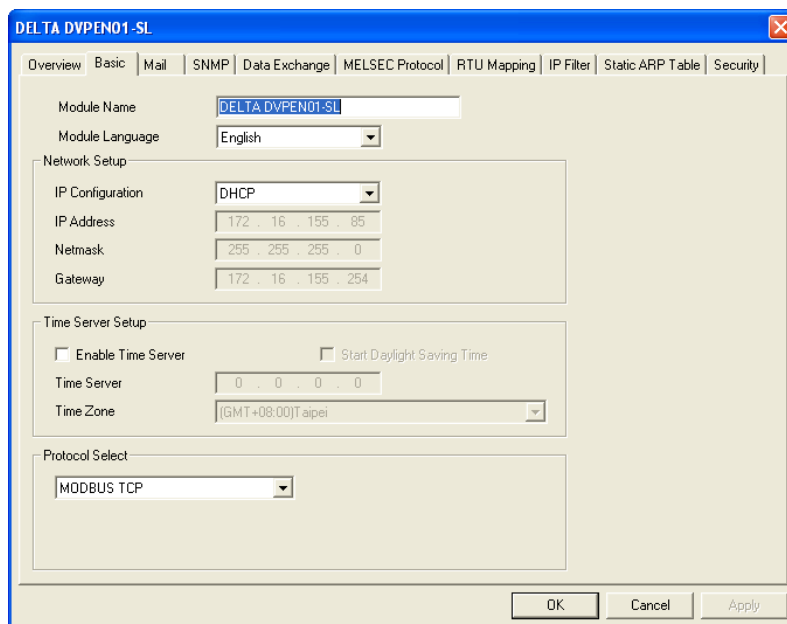 DELTA DVPEN01-SL
Overview Basic Mail SNMP Data Exchange MELSEC Protocol RTU Mapping IP Filter Static ARP Table Security
Module Name DELTA DVPEN01-SL
Module Language English
Network Setup
IP Configuration DHCP
IP Address 172 . 16 . 155 . 85
Netmask 255 . 255 . 255 . 0
Gateway 172 . 16 . 155 . 254
Time Server Setup
Enable Time Server Start Daylight Saving Time
Time Server 0 . 0 . 0 . 0
Time Zone (GMT+08:00)Taipei
Protocol Select
MODBUS TCP
OK Cancel Apply